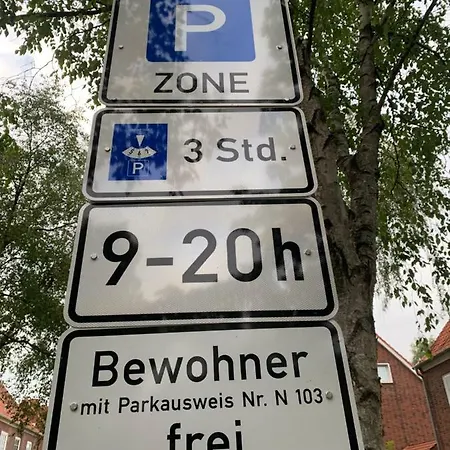 P
ZONE
P
3 Std.
9-20h
Bewohner
mit Parkausweis Nr. N 103
frei